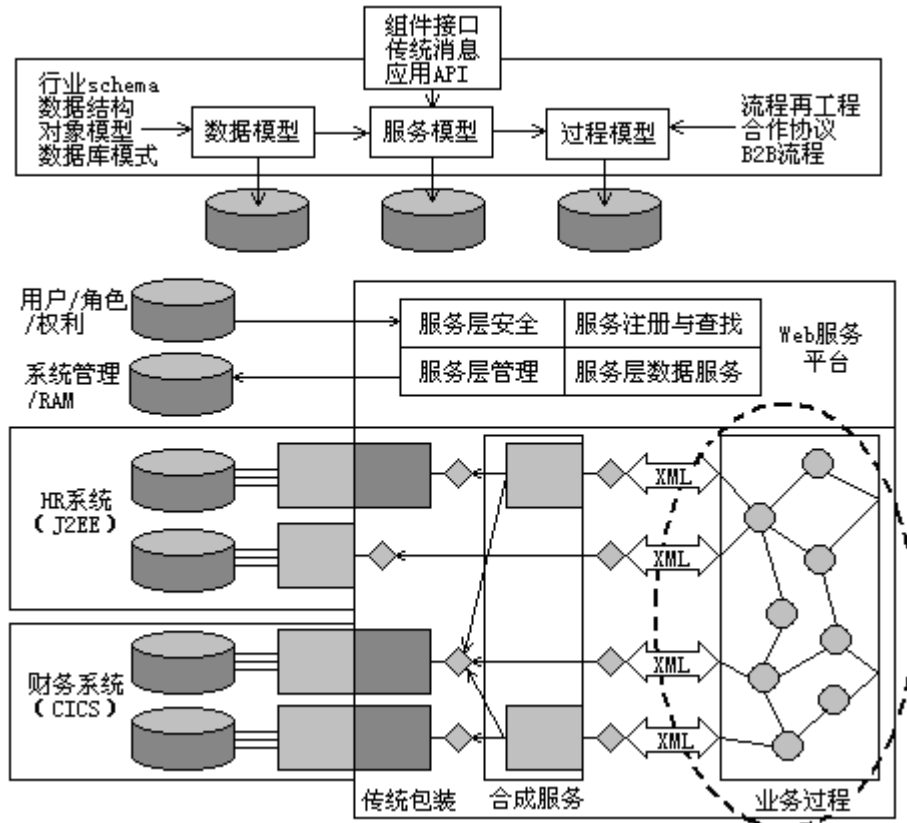 组件接口
传统消息
应用API
行业schema
数据结构
对象模型
数据库模式
数据模型
服务模型
过程模型
流程再工程
合作协议
B2B流程
用户/角色
/权利
系统管理
/RAM
服务层安全
服务注册与查找
服务层管理
服务层数据服务
Web服务
平台
HR系统
(J2EE)
XML
XML
财务系统
(CICS)
XML
XML
传统包装
合成服务
业务过程